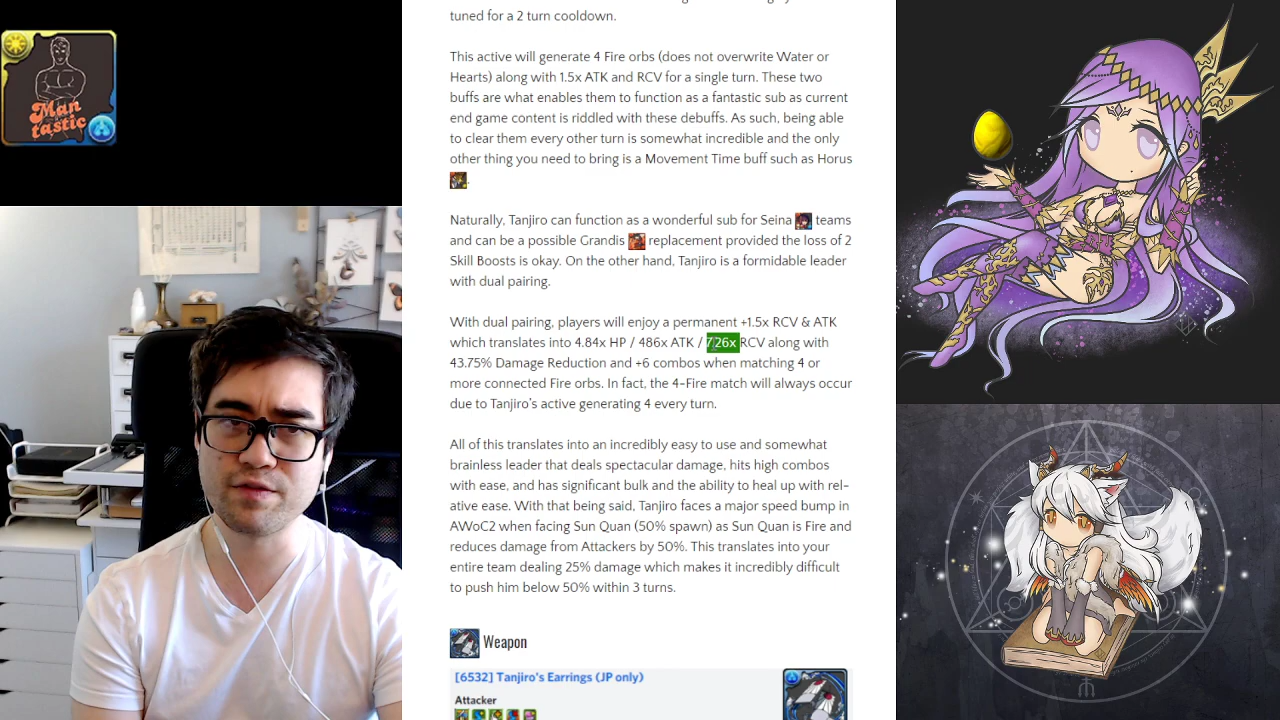 Man
tastic
tuned for a 2 turn cooldown.
This active will generate 4 Fire orbs (does not overwrite Water or
Hearts) along with 1.5x ATK and RCV for a single turn. These two
buffs are what enables them to function as a fantastic sub as current
end game content is riddled with these debuffs. As such, being able
to clear them every other turn is somewhat incredible and the only
other thing you need to bring is a Movement Time buff such as Horus
.
Naturally, Tanjiro can function as a wonderful sub for Seina teams
and can be a possible Grandis replacement provided the loss of 2
Skill Boosts is okay. On the other hand, Tanjiro is a formidable leader
with dual pairing.
With dual pairing, players will enjoy a permanent +1.5x RCV & ATK
which translates into 4.84x HP / 486x ATK / 7.26x RCV along with
43.75% Damage Reduction and +6 combos when matching 4 or
more connected Fire orbs. In fact, the 4-Fire match will always occur
due to Tanjiro's active generating 4 every turn.
All of this translates into an incredibly easy to use and somewhat
brainless leader that deals spectacular damage, hits high combos
with ease, and has significant bulk and the ability to heal up with rel-
ative ease. With that being said, Tanjiro faces a major speed bump in
AWoC2 when facing Sun Quan (50% spawn) as Sun Quan is Fire and
reduces damage from Attackers by 50%. This translates into your
entire team dealing 25% damage which makes it incredibly difficult
to push him below 50% within 3 turns.
Weapon
[6532] Tanjiro's Earrings (JP only)
Attacker